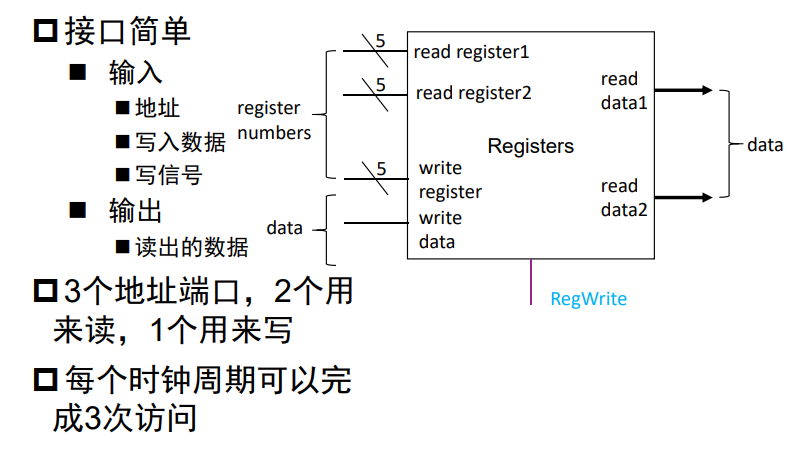 接口简单
输入
地址
写入数据
写信号
输出
读出的数据
3个地址端口，2个用
来读，1个用来写
每个时钟周期可以完
成3次访问
register
numbers
data
5
5
5
read register1
read register2
write
register
write
data
Registers
read
data1
read
data2
data
RegWrite